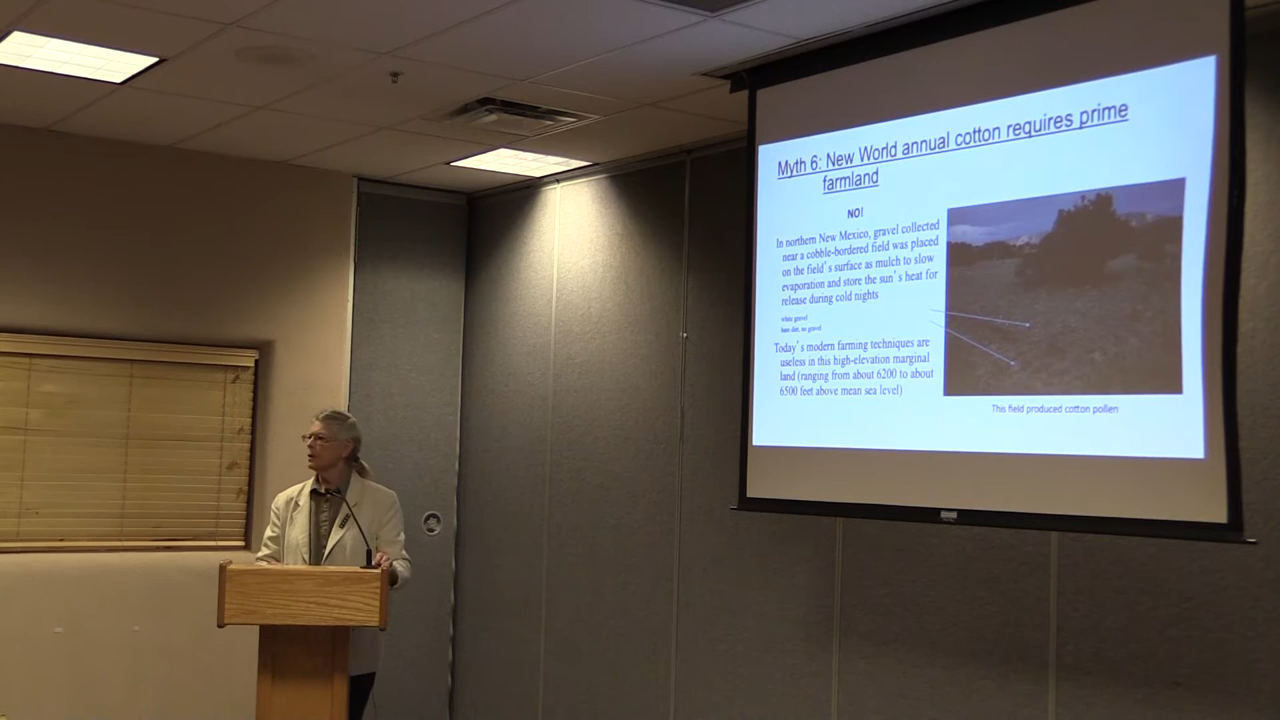 Myth 6: New World annual cotton requires prime
farmland
NO!
In northern New Mexico, gravel collected
near a cobble-bordered field was placed
on the field's surface as mulch to slow
evaporation and store the sun's heat for
release during cold nights
white gravel
bare dirt, no gravel
Today's modern farming techniques are
useless in this high-elevation marginal
land (ranging from about 6200 to about
6500 feet above mean sea level)
This field produced cotton pollen